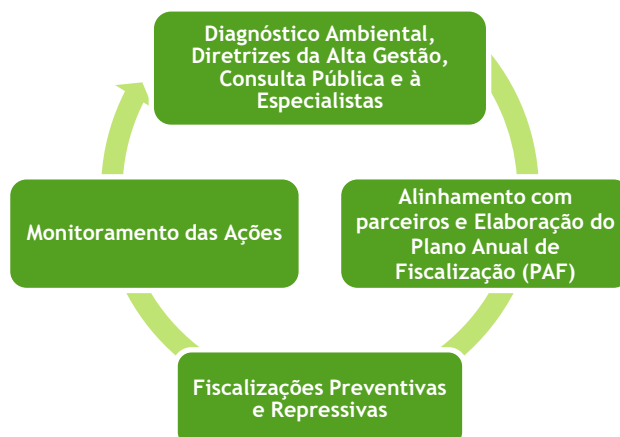 Diagnóstico Ambiental,
Diretrizes da Alta Gestão,
Consulta Pública e à
Especialistas
Alinhamento com
parceiros e Elaboração do
Plano Anual de
Fiscalização (PAF)
Fiscalizações Preventivas
e Repressivas
Monitoramento das Ações